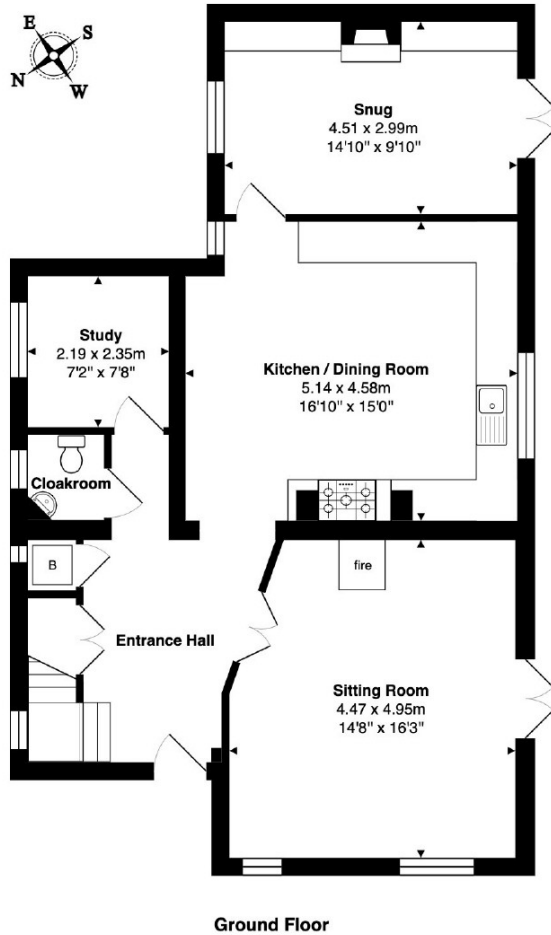 E
S
N
W
Snug
4.51 x 2.99m
14'10" x 9'10"
Study
2.19 x 2.35m
7'2" x 7'8"
Kitchen / Dining Room
5.14 x 4.58m
16'10" x 15'0"
Cloakroom
B
fire
Entrance Hall
Sitting Room
4.47 x 4.95m
14'8" x 16'3"
Ground Floor